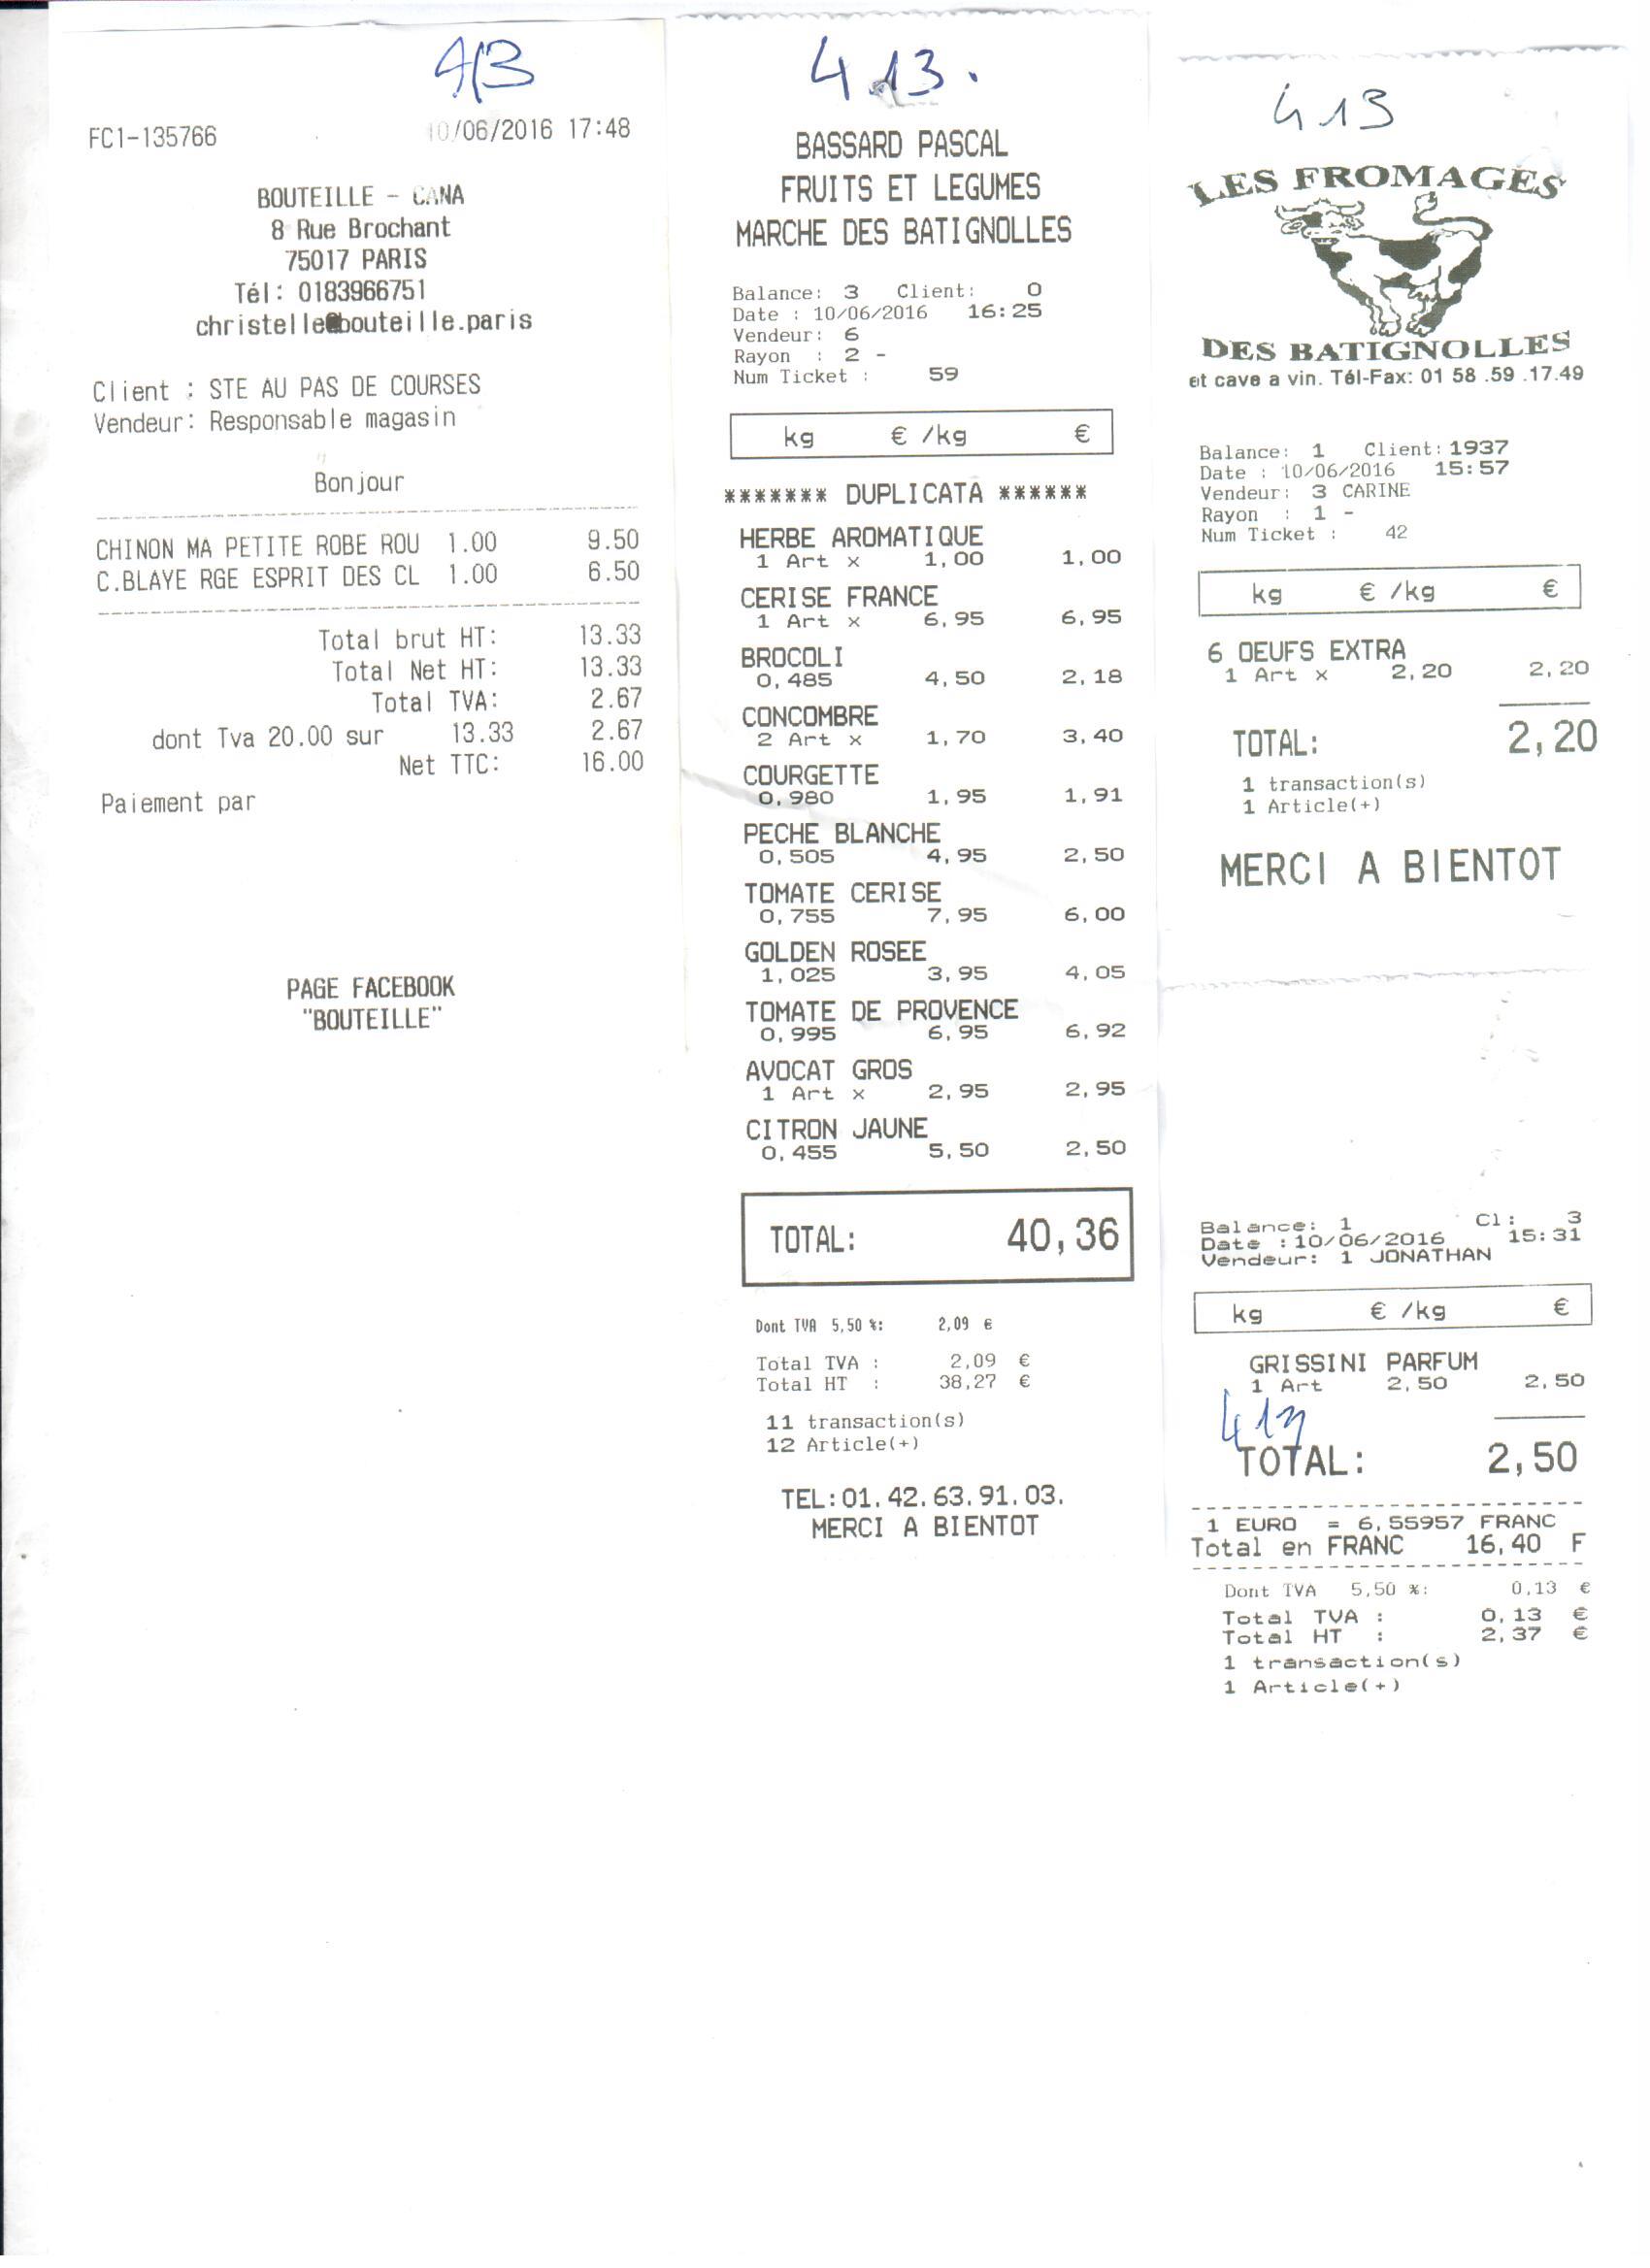 413
FC1-135766 10/06/2016 17:48
BOUTEILLE - CANA
8 Rue Brochant
75017 PARIS
Tél: 0183966751
christelle@bouteille.paris
Client : STE AU PAS DE COURSES
Vendeur: Responsable magasin
Bonjour
CHINON MA PETITE ROBE ROU 1.00 9.50
C.BLAYE RGE ESPRIT DES CL 1.00 6.50
Total brut HT: 13.33
Total Net HT: 13.33
Total TVA: 2.67
dont Tva 20.00 sur 13.33 2.67
Net TTC: 16.00
Paiement par
PAGE FACEBOOK
"BOUTEILLE"
4 13.
BASSARD PASCAL
FRUITS ET LEGUMES
MARCHE DES BATIGNOLLES
Balance: 3 Client: 0
Date : 10/06/2016 16:25
Vendeur: 6
Rayon : 2 -
Num Ticket : 59
kg € /kg €
******* DUPLICATA ******
HERBE AROMATIQUE
1 Art x 1,00 1,00
CERISE FRANCE
1 Art x 6,95 6,95
BROCOLI
0,485 4,50 2,18
CONCOMBRE
2 Art x 1,70 3,40
COURGETTE
0,980 1,95 1,91
PECHE BLANCHE
0,505 4,95 2,50
TOMATE CERISE
0,755 7,95 6,00
GOLDEN ROSEE
1,025 3,95 4,05
TOMATE DE PROVENCE
0,995 6,95 6,92
AVOCAT GROS
1 Art x 2,95 2,95
CITRON JAUNE
0,455 5,50 2,50
TOTAL: 40,36
Dont TVA 5,50 %: 2,09 €
Total TVA : 2,09 €
Total HT : 38,27 €
11 transaction(s)
12 Article(+)
TEL:01.42.63.91.03.
MERCI A BIENTOT
4 13
LES FROMAGES
DES BATIGNOLLES
et cave a vin. Tél-Fax: 01 58 .59 .17.49
Balance: 1 Client: 1937
Date : 10/06/2016 15:57
Vendeur: 3 CARINE
Rayon : 1 -
Num Ticket : 42
kg € /kg €
6 OEUFS EXTRA
1 Art x 2,20 2,20
TOTAL: 2,20
1 transaction(s)
1 Article(+)
MERCI A BIENTOT
Balance: 1 Cl: 3
Date :10/06/2016 15:31
Vendeur: 1 JONATHAN
kg € /kg €
GRISSINI PARFUM
1 Art 2,50 2,50
413
TOTAL: 2,50
1 EURO = 6,55957 FRANC
Total en FRANC 16,40 F
Dont TVA 5,50 %: 0,13 €
Total TVA : 0,13 €
Total HT : 2,37 €
1 transaction(s)
1 Article(+)